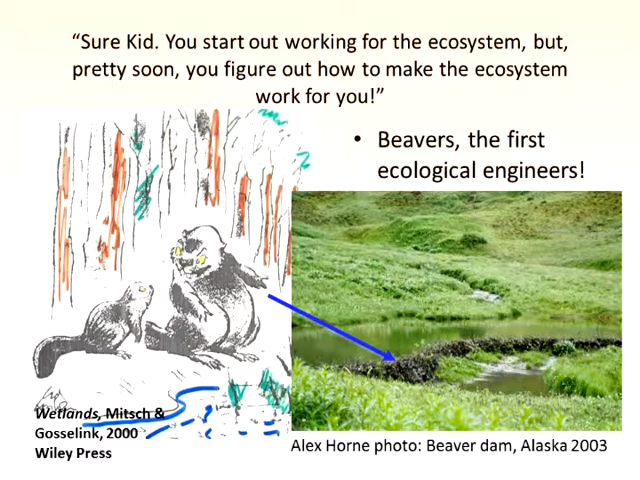 “Sure Kid. You start out working for the ecosystem, but,
pretty soon, you figure out how to make the ecosystem
work for you!”
• Beavers, the first
ecological engineers!
Wetlands, Mitsch &
Gosselink, 2000
Wiley Press
Alex Horne photo: Beaver dam, Alaska 2003